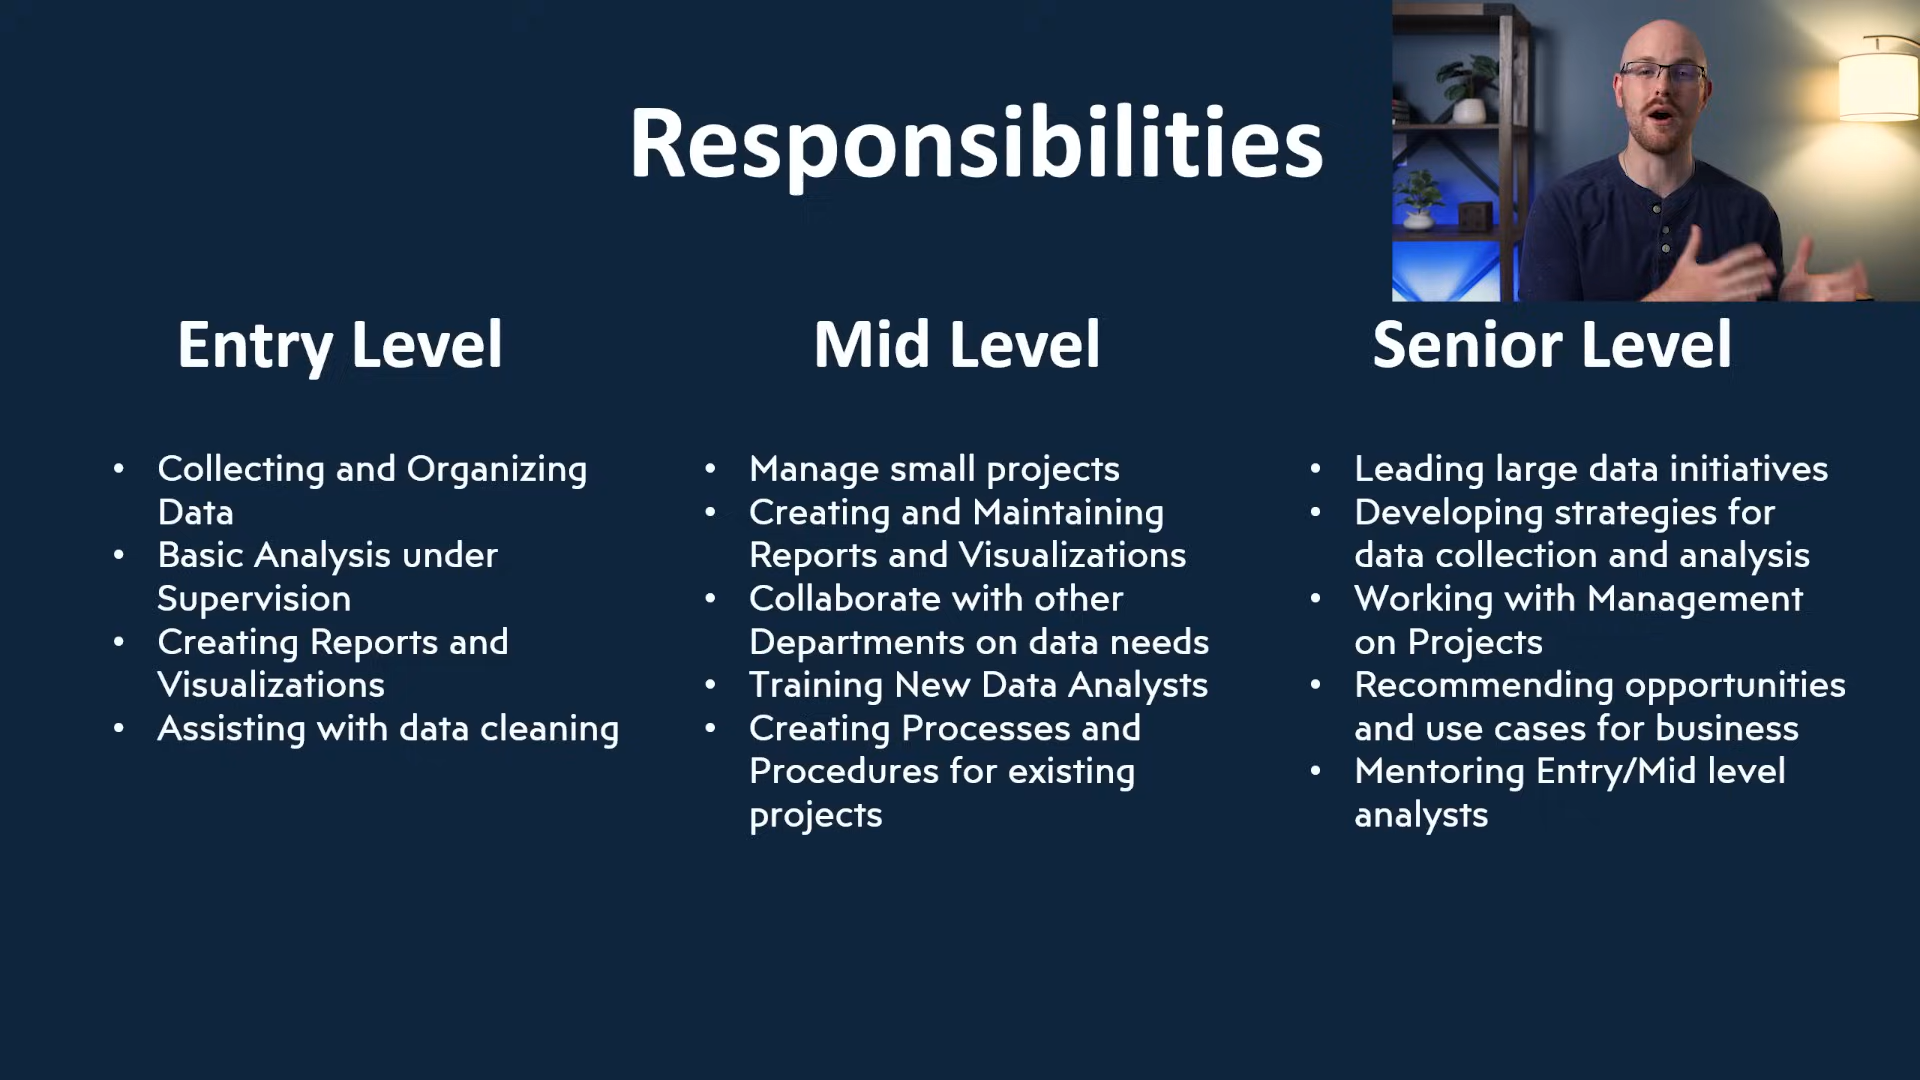 Responsibilities
Entry Level
• Collecting and Organizing
Data
• Basic Analysis under
Supervision
• Creating Reports and
Visualizations
• Assisting with data cleaning
Mid Level
• Manage small projects
• Creating and Maintaining
Reports and Visualizations
• Collaborate with other
Departments on data needs
• Training New Data Analysts
• Creating Processes and
Procedures for existing
projects
Senior Level
• Leading large data initiatives
• Developing strategies for
data collection and analysis
• Working with Management
on Projects
• Recommending opportunities
and use cases for business
• Mentoring Entry/Mid level
analysts